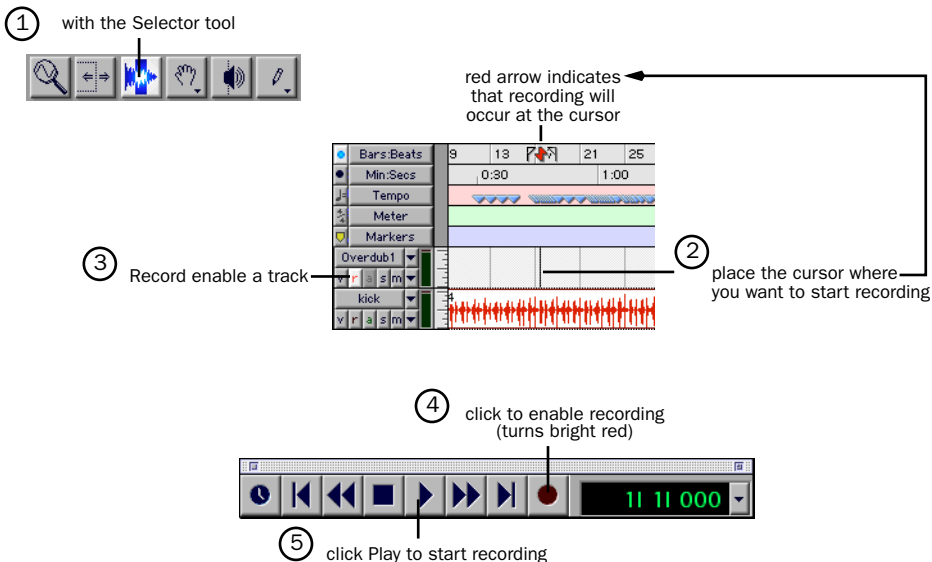 1
with the Selector tool
red arrow indicates
that recording will
occur at the cursor
Bars:Beats
9 13 21 25
Min:Secs
0:30 1:00
Tempo
Meter
Markers
Overdub1
v r a s m
kick
4
v r a s m
3
Record enable a track
2
place the cursor where
you want to start recording
4
click to enable recording
(turns bright red)
1| 1| 000
5
click Play to start recording